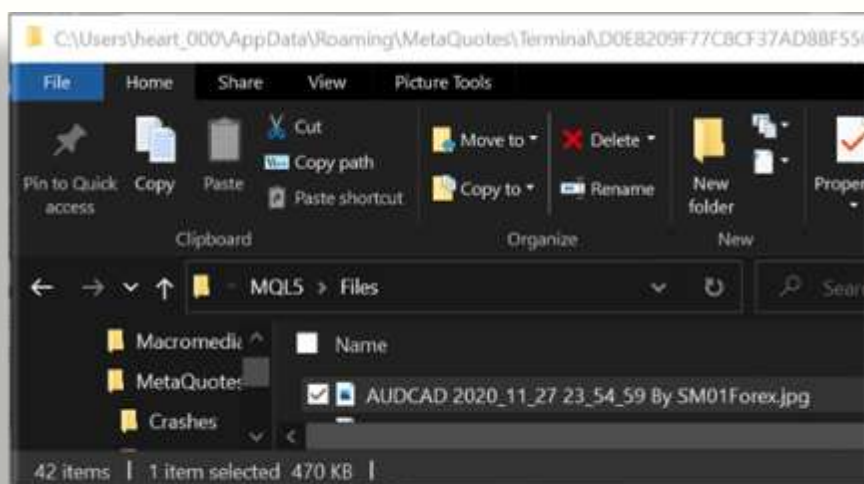 C:\Users\heart_000\AppData\Roaming\MetaQuotes\Terminal\D0E8209F77C8CF37AD8BF550
File Home Share View Picture Tools
Pin to Quick access
Copy
Paste
Cut
Copy path
Paste shortcut
Move to
Copy to
Delete
Rename
New folder
Clipboard
Organize
New
MQL5 > Files
Name
MetaQuotes
Crashes
AUDCAD 2020_11_27 23_54_59 By SM01Forex.jpg
42 items 1 item selected 470 KB